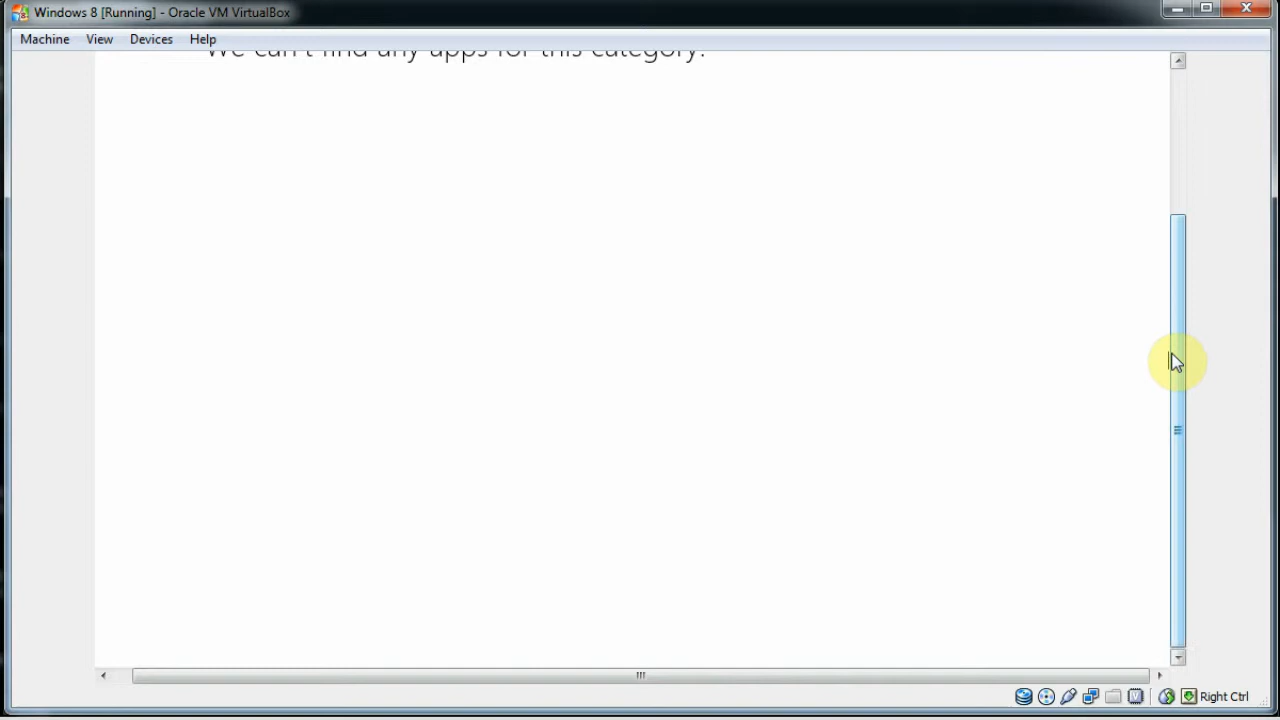 Windows 8 [Running] - Oracle VM VirtualBox
Machine View Devices Help
We can't find any apps for this category.
Right Ctrl